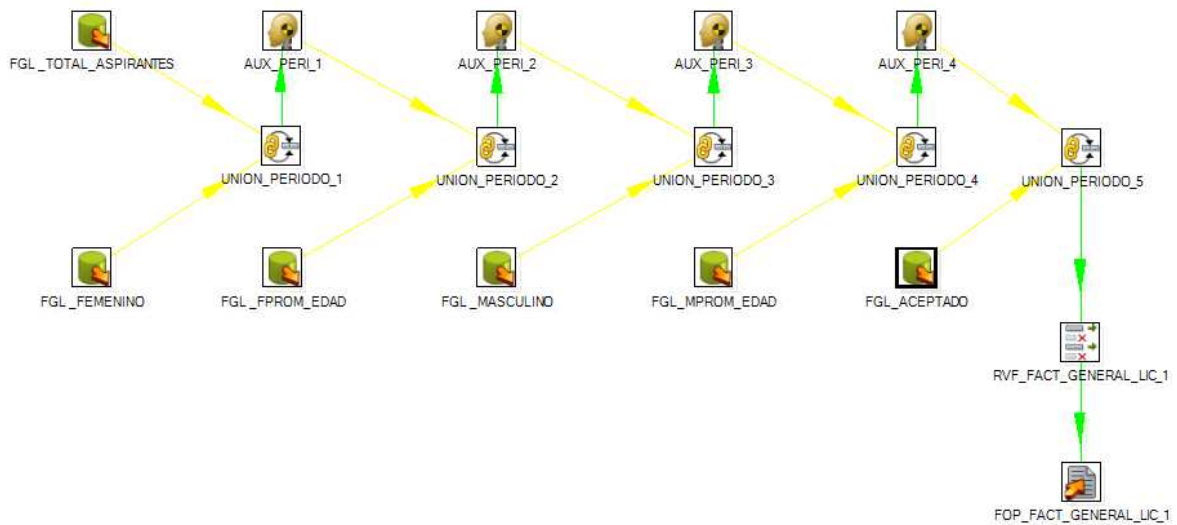 FGL_TOTAL_ASPIRANTES
AUX_PERI_1
AUX_PERI_2
AUX_PERI_3
AUX_PERI_4
UNION_PERIODO_1
UNION_PERIODO_2
UNION_PERIODO_3
UNION_PERIODO_4
UNION_PERIODO_5
FGL_FEMENINO
FGL_FPROM_EDAD
FGL_MASCULINO
FGL_MPROM_EDAD
FGL_ACEPTADO
RVF_FACT_GENERAL_LIC_1
FOP_FACT_GENERAL_LIC_1